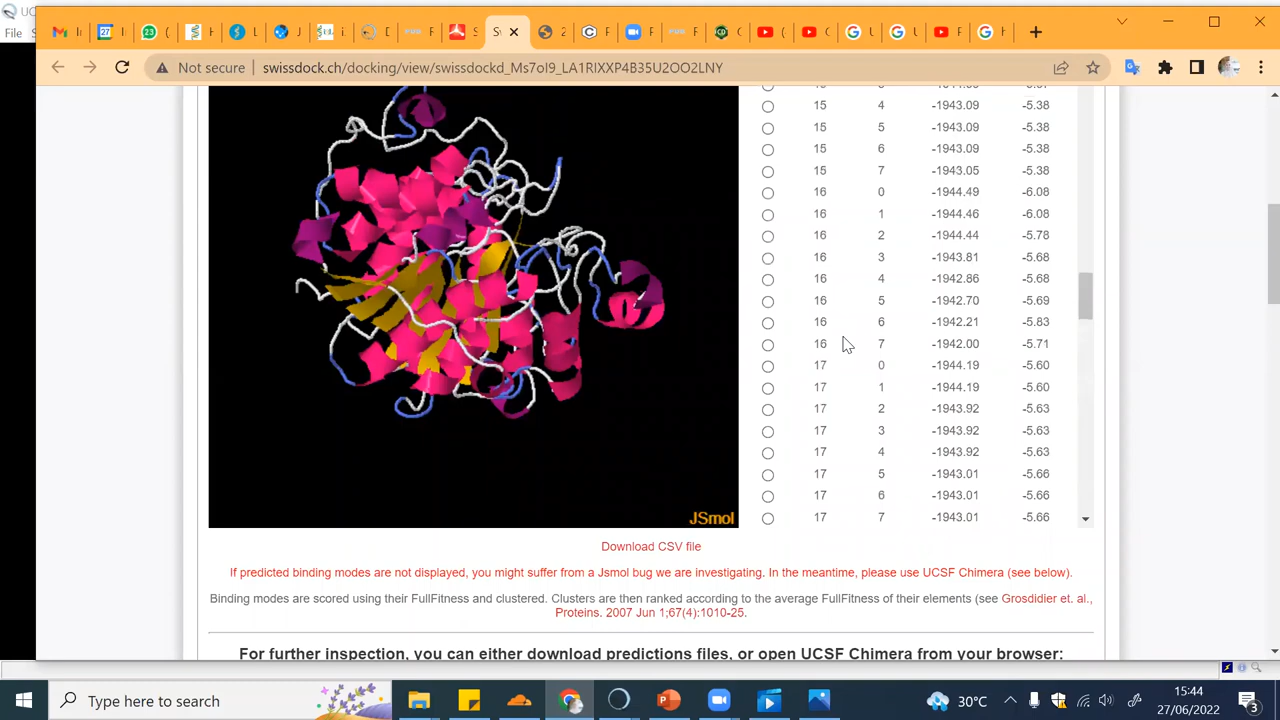 UC
File
27
23
Not secure
swissdock.ch/docking/view/swissdockd_Ms7oI9_LA1RIXXP4B35U2OO2LNY
15 4 -1943.09 -5.38
15 5 -1943.09 -5.38
15 6 -1943.09 -5.38
15 7 -1943.05 -5.38
16 0 -1944.49 -6.08
16 1 -1944.46 -6.08
16 2 -1944.44 -5.78
16 3 -1943.81 -5.68
16 4 -1942.86 -5.68
16 5 -1942.70 -5.69
16 6 -1942.21 -5.83
16 7 -1942.00 -5.71
17 0 -1944.19 -5.60
17 1 -1944.19 -5.60
17 2 -1943.92 -5.63
17 3 -1943.92 -5.63
17 4 -1943.92 -5.63
17 5 -1943.01 -5.66
17 6 -1943.01 -5.66
17 7 -1943.01 -5.66
JSmol
Download CSV file
If predicted binding modes are not displayed, you might suffer from a Jsmol bug we are investigating. In the meantime, please use UCSF Chimera (see below).
Binding modes are scored using their FullFitness and clustered. Clusters are then ranked according to the average FullFitness of their elements (see Grosdidier et. al.,
Proteins. 2007 Jun 1;67(4):1010-25.
For further inspection, you can either download predictions files, or open UCSF Chimera from your browser:
Type here to search
30°C
15:44
27/06/2022
3